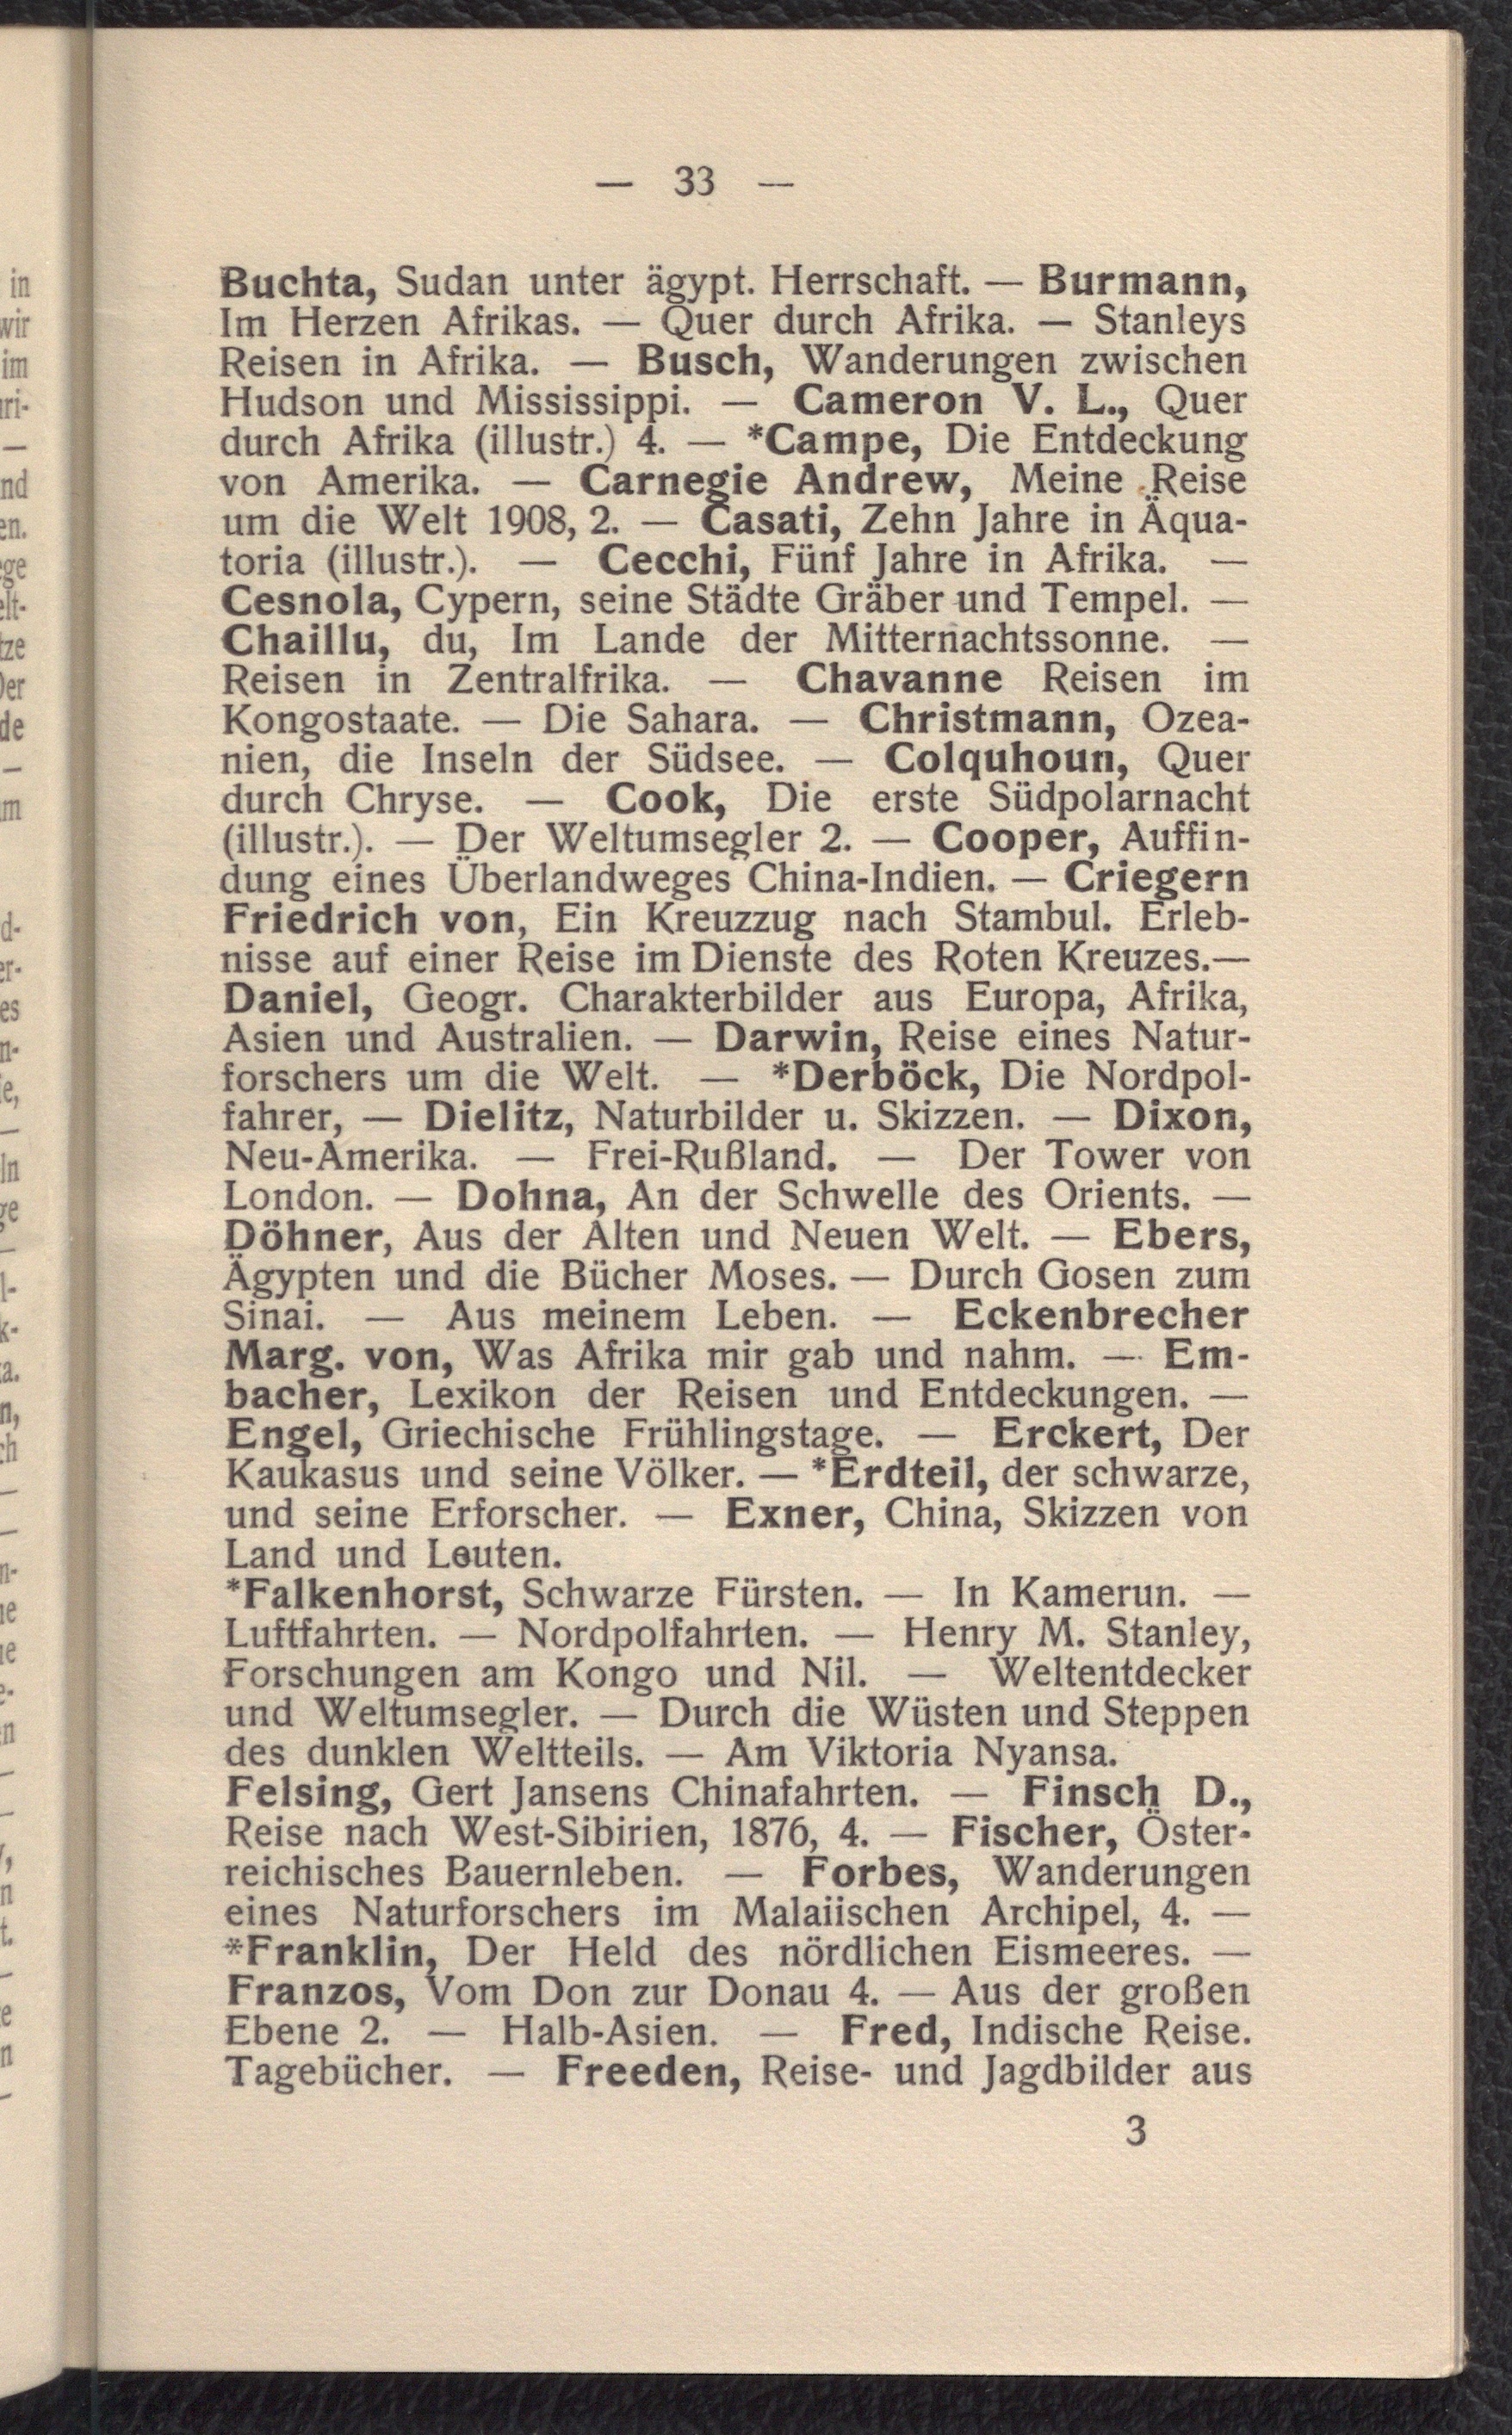 — 33 —
Buchta, Sudan unter ägypt. Herrschaft. — Burmann,
Im Herzen Afrikas. — Quer durch Afrika. — Stanleys
Reisen in Afrika. — Busch, Wanderungen zwischen
Hudson und Mississippi. — Cameron V. L., Quer
durch Afrika (illustr.) 4. — *Campe, Die Entdeckung
von Amerika. — Carnegie Andrew, Meine Reise
um die Welt 1908, 2. — Casati, Zehn Jahre in Äqua-
toria (illustr.). — Cecchi, Fünf Jahre in Afrika. —
Cesnola, Cypern, seine Städte Gräber und Tempel. —
Chaillu, du, Im Lande der Mitternachtssonne. —
Reisen in Zentralfrika. — Chavanne Reisen im
Kongostaate. — Die Sahara. — Christmann, Ozea-
nien, die Inseln der Südsee. — Colquhoun, Quer
durch Chryse. — Cook, Die erste Südpolarnacht
(illustr.). — Der Weltumsegler 2. — Cooper, Auffin-
dung eines Überlandweges China-Indien. — Criegern
Friedrich von, Ein Kreuzzug nach Stambul. Erleb-
nisse auf einer Reise im Dienste des Roten Kreuzes.—
Daniel, Geogr. Charakterbilder aus Europa, Afrika,
Asien und Australien. — Darwin, Reise eines Natur-
forschers um die Welt. — *Derböck, Die Nordpol-
fahrer, — Dielitz, Naturbilder u. Skizzen. — Dixon,
Neu-Amerika. — Frei-Rußland. — Der Tower von
London. — Dohna, An der Schwelle des Orients. —
Döhner, Aus der Alten und Neuen Welt. — Ebers,
Ägypten und die Bücher Moses. — Durch Gosen zum
Sinai. — Aus meinem Leben. — Eckenbrecher
Marg. von, Was Afrika mir gab und nahm. — Em-
bacher, Lexikon der Reisen und Entdeckungen. —
Engel, Griechische Frühlingstage. — Erckert, Der
Kaukasus und seine Völker. — *Erdteil, der schwarze,
und seine Erforscher. — Exner, China, Skizzen von
Land und Leuten.
*Falkenhorst, Schwarze Fürsten. — In Kamerun. —
Luftfahrten. — Nordpolfahrten. — Henry M. Stanley,
Forschungen am Kongo und Nil. — Weltentdecker
und Weltumsegler. — Durch die Wüsten und Steppen
des dunklen Weltteils. — Am Viktoria Nyansa.
Felsing, Gert Jansens Chinafahrten. — Finsch D.,
Reise nach West-Sibirien, 1876, 4. — Fischer, Öster-
reichisches Bauernleben. — Forbes, Wanderungen
eines Naturforschers im Malaiischen Archipel, 4. —
*Franklin, Der Held des nördlichen Eismeeres. —
Franzos, Vom Don zur Donau 4. — Aus der großen
Ebene 2. — Halb-Asien. — Fred, Indische Reise.
Tagebücher. — Freeden, Reise- und Jagdbilder aus
3